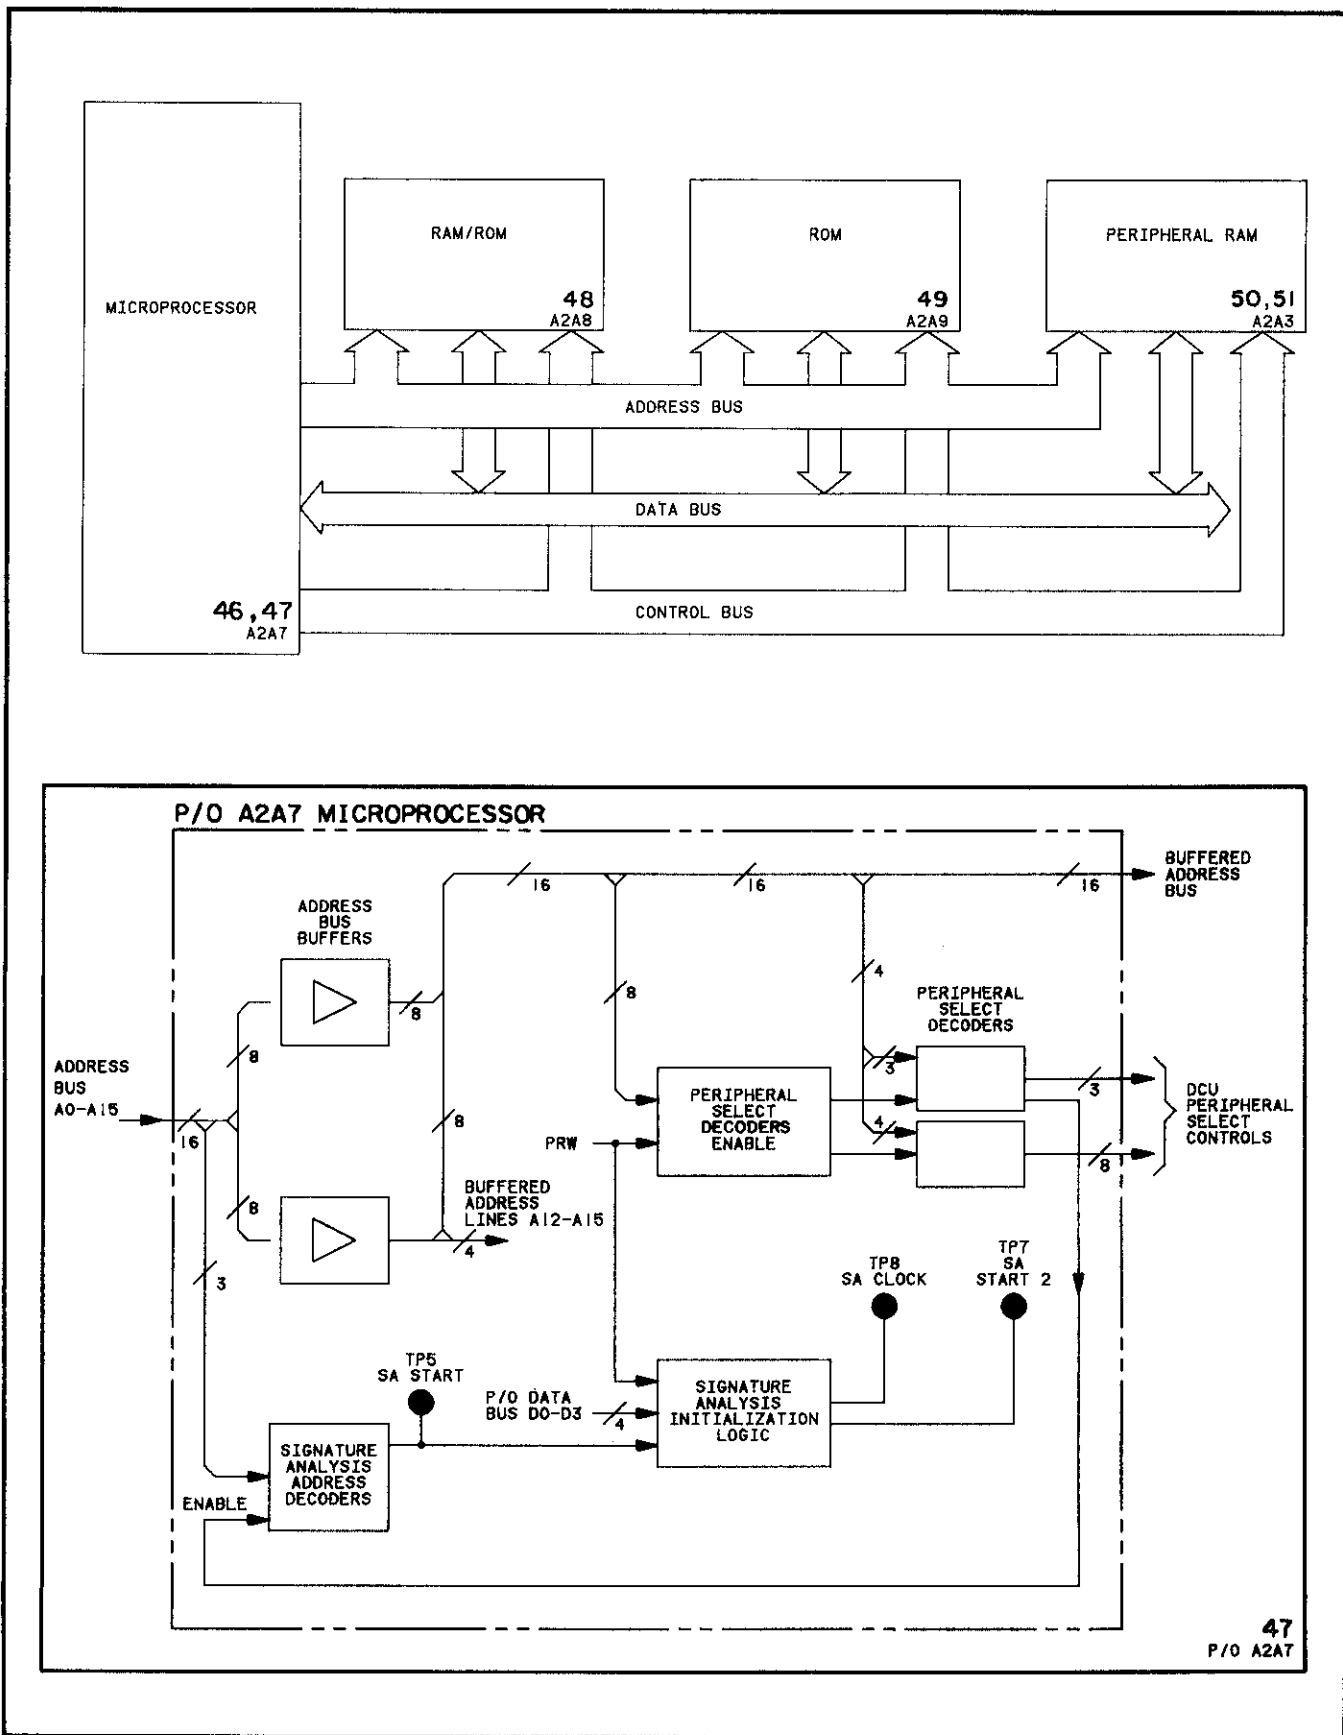 RAM/ROM
48
A2A8
ROM
49
A2A9
PERIPHERAL RAM
50,51
A2A3
MICROPROCESSOR
46,47
A2A7
ADDRESS BUS
DATA BUS
CONTROL BUS
P/O A2A7 MICROPROCESSOR
16
16
16
BUFFERED
ADDRESS
BUS
ADDRESS
BUS
BUFFERS
8
8
8
4
PERIPHERAL
SELECT
DECODERS
3
3
ADDRESS
BUS
A0-A15
16
8
PERIPHERAL
SELECT
DECODERS
ENABLE
PRW
4
8
DCU
PERIPHERAL
SELECT
CONTROLS
8
BUFFERED
ADDRESS
LINES A12-A15
4
3
TP8
SA CLOCK
TP7
SA
START 2
TP5
SA START
P/O DATA
BUS D0-D3
4
SIGNATURE
ANALYSIS
INITIALIZATION
LOGIC
SIGNATURE
ANALYSIS
ADDRESS
DECODERS
ENABLE
47
P/O A2A7